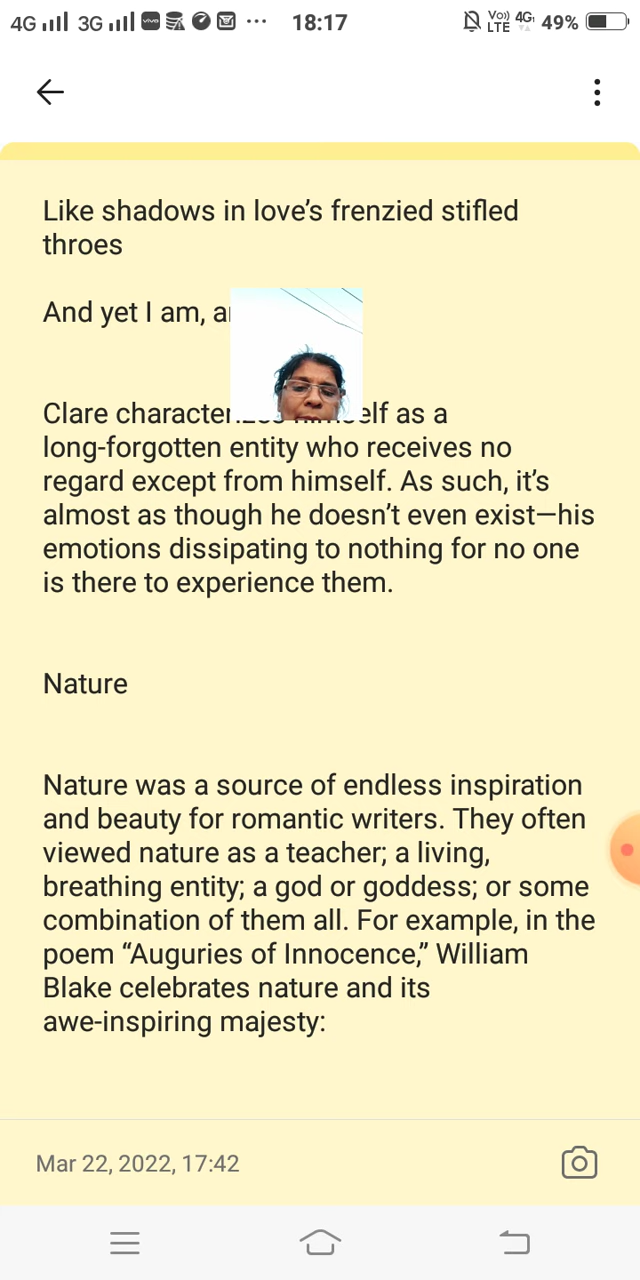 4G 3G vivo 18:17 Vo)) LTE 4G 49%
Like shadows in love’s frenzied stifled
throes
And yet I am,
Clare as a
long-forgotten entity who receives no
regard except from himself. As such, it’s
almost as though he doesn’t even exist—his
emotions dissipating to nothing for no one
is there to experience them.
Nature
Nature was a source of endless inspiration
and beauty for romantic writers. They often
viewed nature as a teacher; a living,
breathing entity; a god or goddess; or some
combination of them all. For example, in the
poem “Auguries of Innocence,” William
Blake celebrates nature and its
awe-inspiring majesty:
Mar 22, 2022, 17:42